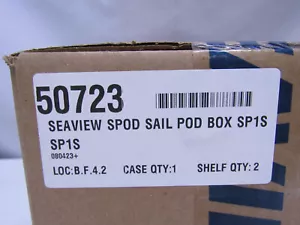 50723
SEAVIEW SPOD SAIL POD BOX SP1S
SP1S
080423+
LOC:B.F.4.2 CASE QTY:1 SHELF QTY: 2